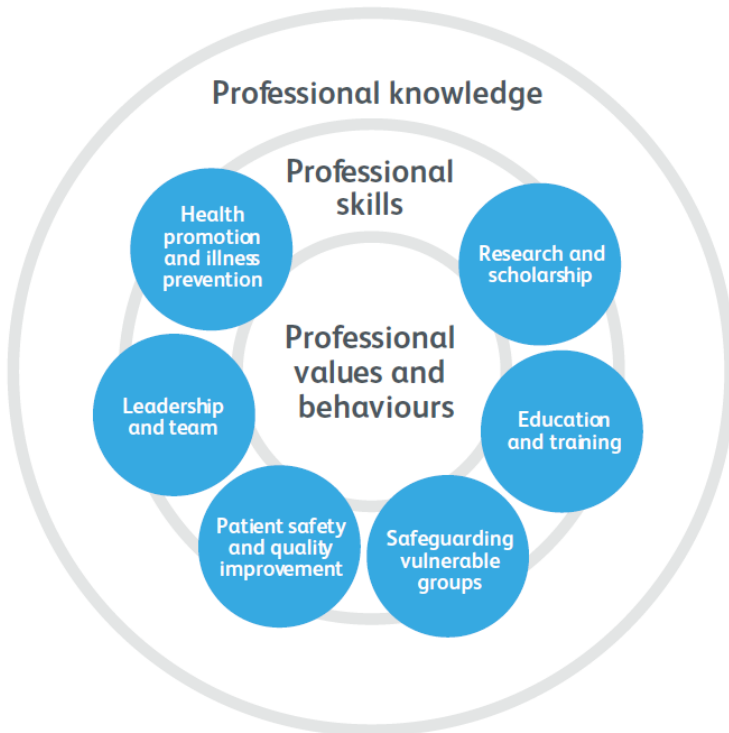 Professional knowledge
Professional
skills
Health
promotion
and illness
prevention
Research and
scholarship
Professional
values and
behaviours
Leadership
and team
Education
and training
Patient safety
and quality
improvement
Safeguarding
vulnerable
groups